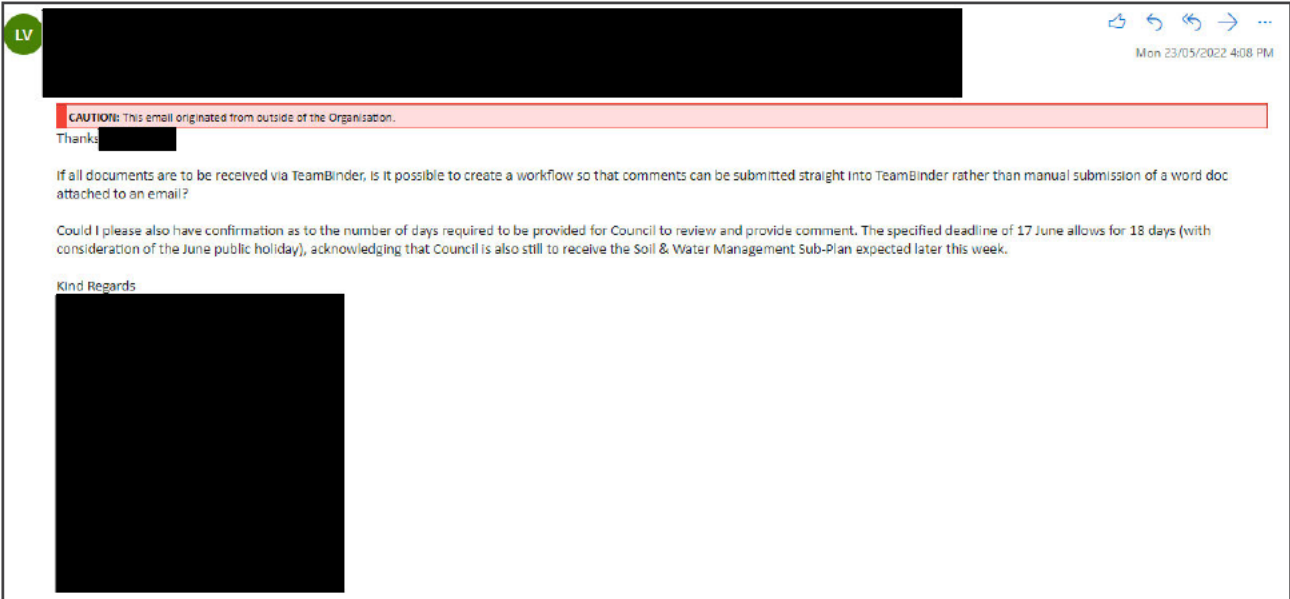 LV
Mon 23/05/2022 4:08 PM
CAUTION: This email originated from outside of the Organisation.
Thanks
If all documents are to be received via TeamBinder, is it possible to create a workflow so that comments can be submitted straight into TeamBinder rather than manual submission of a word doc
attached to an email?
Could I please also have confirmation as to the number of days required to be provided for Council to review and provide comment. The specified deadline of 17 June allows for 18 days (with
consideration of the June public holiday), acknowledging that Council is also still to receive the Soil & Water Management Sub-Plan expected later this week.
Kind Regards